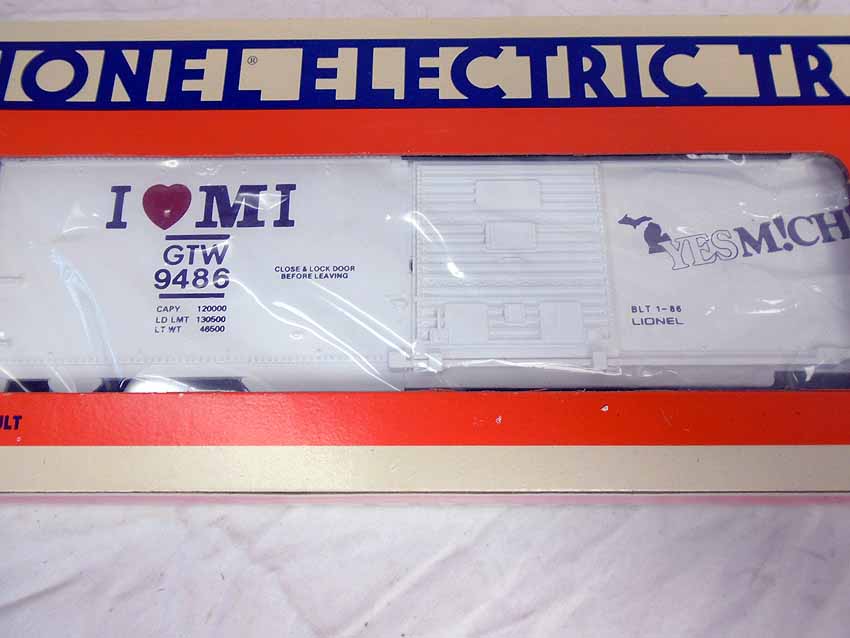 IONEL® ELECTRIC TR
I ❤ MI
GTW
9486
CLOSE & LOCK DOOR
BEFORE LEAVING
CAPY 120000
LD LMT 130500
LT WT 46500
YESM!CH
BLT 1-86
LIONEL
ULT